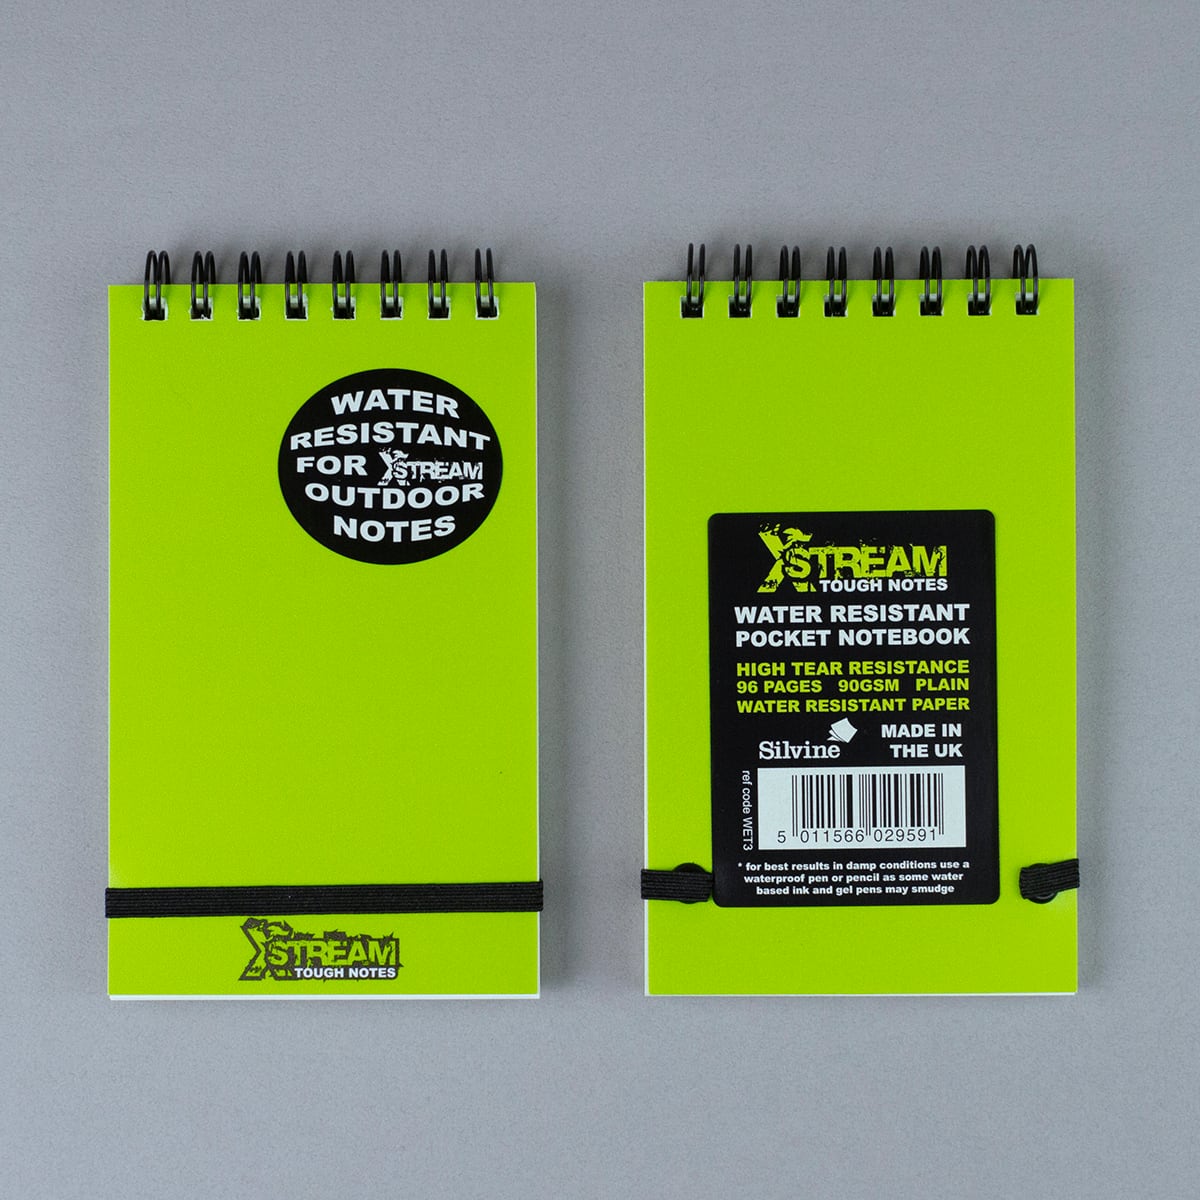 WATER
RESISTANT
FOR XSTREAM
OUTDOOR
NOTES
XSTREAM
TOUGH NOTES
XSTREAM
TOUGH NOTES
WATER RESISTANT
POCKET NOTEBOOK
HIGH TEAR RESISTANCE
96 PAGES 90GSM PLAIN
WATER RESISTANT PAPER
Silvine
MADE IN
THE UK
ref code WET3
5 011566 029591
* for best results in damp conditions use a
waterproof pen or pencil as some water
based ink and gel pens may smudge